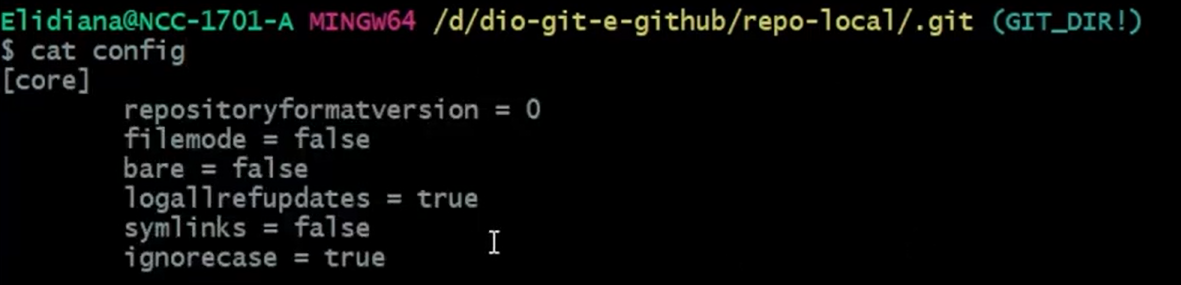 Elidiana@NCC-1701-A MINGW64 /d/dio-git-e-github/repo-local/.git (GIT_DIR!)
$ cat config
[core]
        repositoryformatversion = 0
        filemode = false
        bare = false
        logallrefupdates = true
        symlinks = false
        ignorecase = true